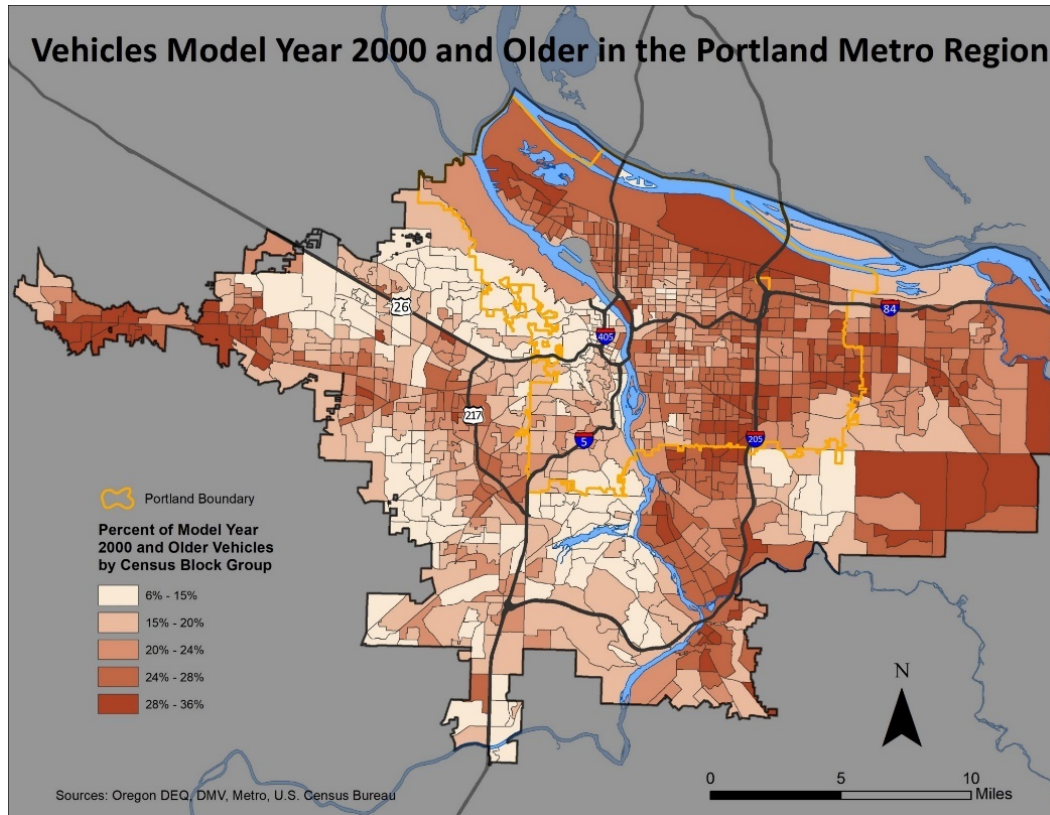 Vehicles Model Year 2000 and Older in the Portland Metro Region
26
84
405
217
5
205
Portland Boundary
Percent of Model Year
2000 and Older Vehicles
by Census Block Group
6% - 15%
15% - 20%
20% - 24%
24% - 28%
28% - 36%
N
0 5 10
Miles
Sources: Oregon DEQ, DMV, Metro, U.S. Census Bureau